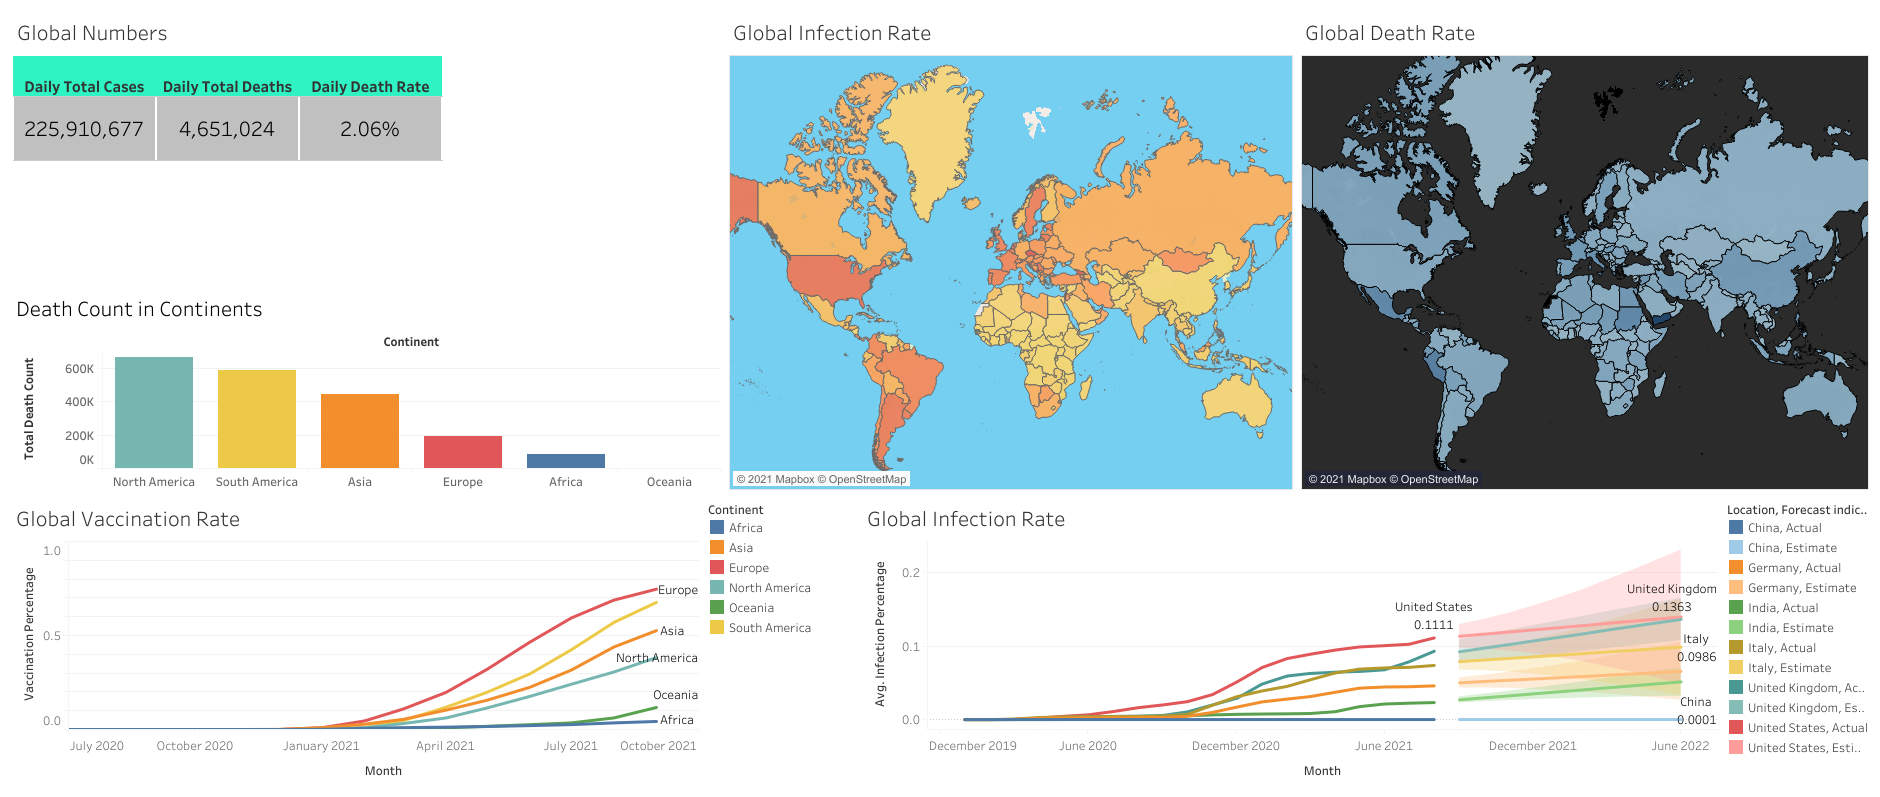 Global Numbers
Daily Total Cases Daily Total Deaths Daily Death Rate
225,910,677 4,651,024 2.06%
Death Count in Continents
Continent
Total Death Count
600K
400K
200K
0K
North America South America Asia Europe Africa Oceania
Global Infection Rate
© 2021 Mapbox © OpenStreetMap
Global Death Rate
© 2021 Mapbox © OpenStreetMap
Global Vaccination Rate
Vaccination Percentage
1.0
0.5
0.0
Europe
Asia
North America
Oceania
Africa
July 2020 October 2020 January 2021 April 2021 July 2021 October 2021
Month
Continent
Africa
Asia
Europe
North America
Oceania
South America
Global Infection Rate
Avg. Infection Percentage
0.2
0.1
0.0
United States
0.1111
United Kingdom
0.1363
Italy
0.0986
China
0.0001
December 2019 June 2020 December 2020 June 2021 December 2021 June 2022
Month
Location, Forecast indic..
China, Actual
China, Estimate
Germany, Actual
Germany, Estimate
India, Actual
India, Estimate
Italy, Actual
Italy, Estimate
United Kingdom, Ac..
United Kingdom, Es..
United States, Actual
United States, Esti..